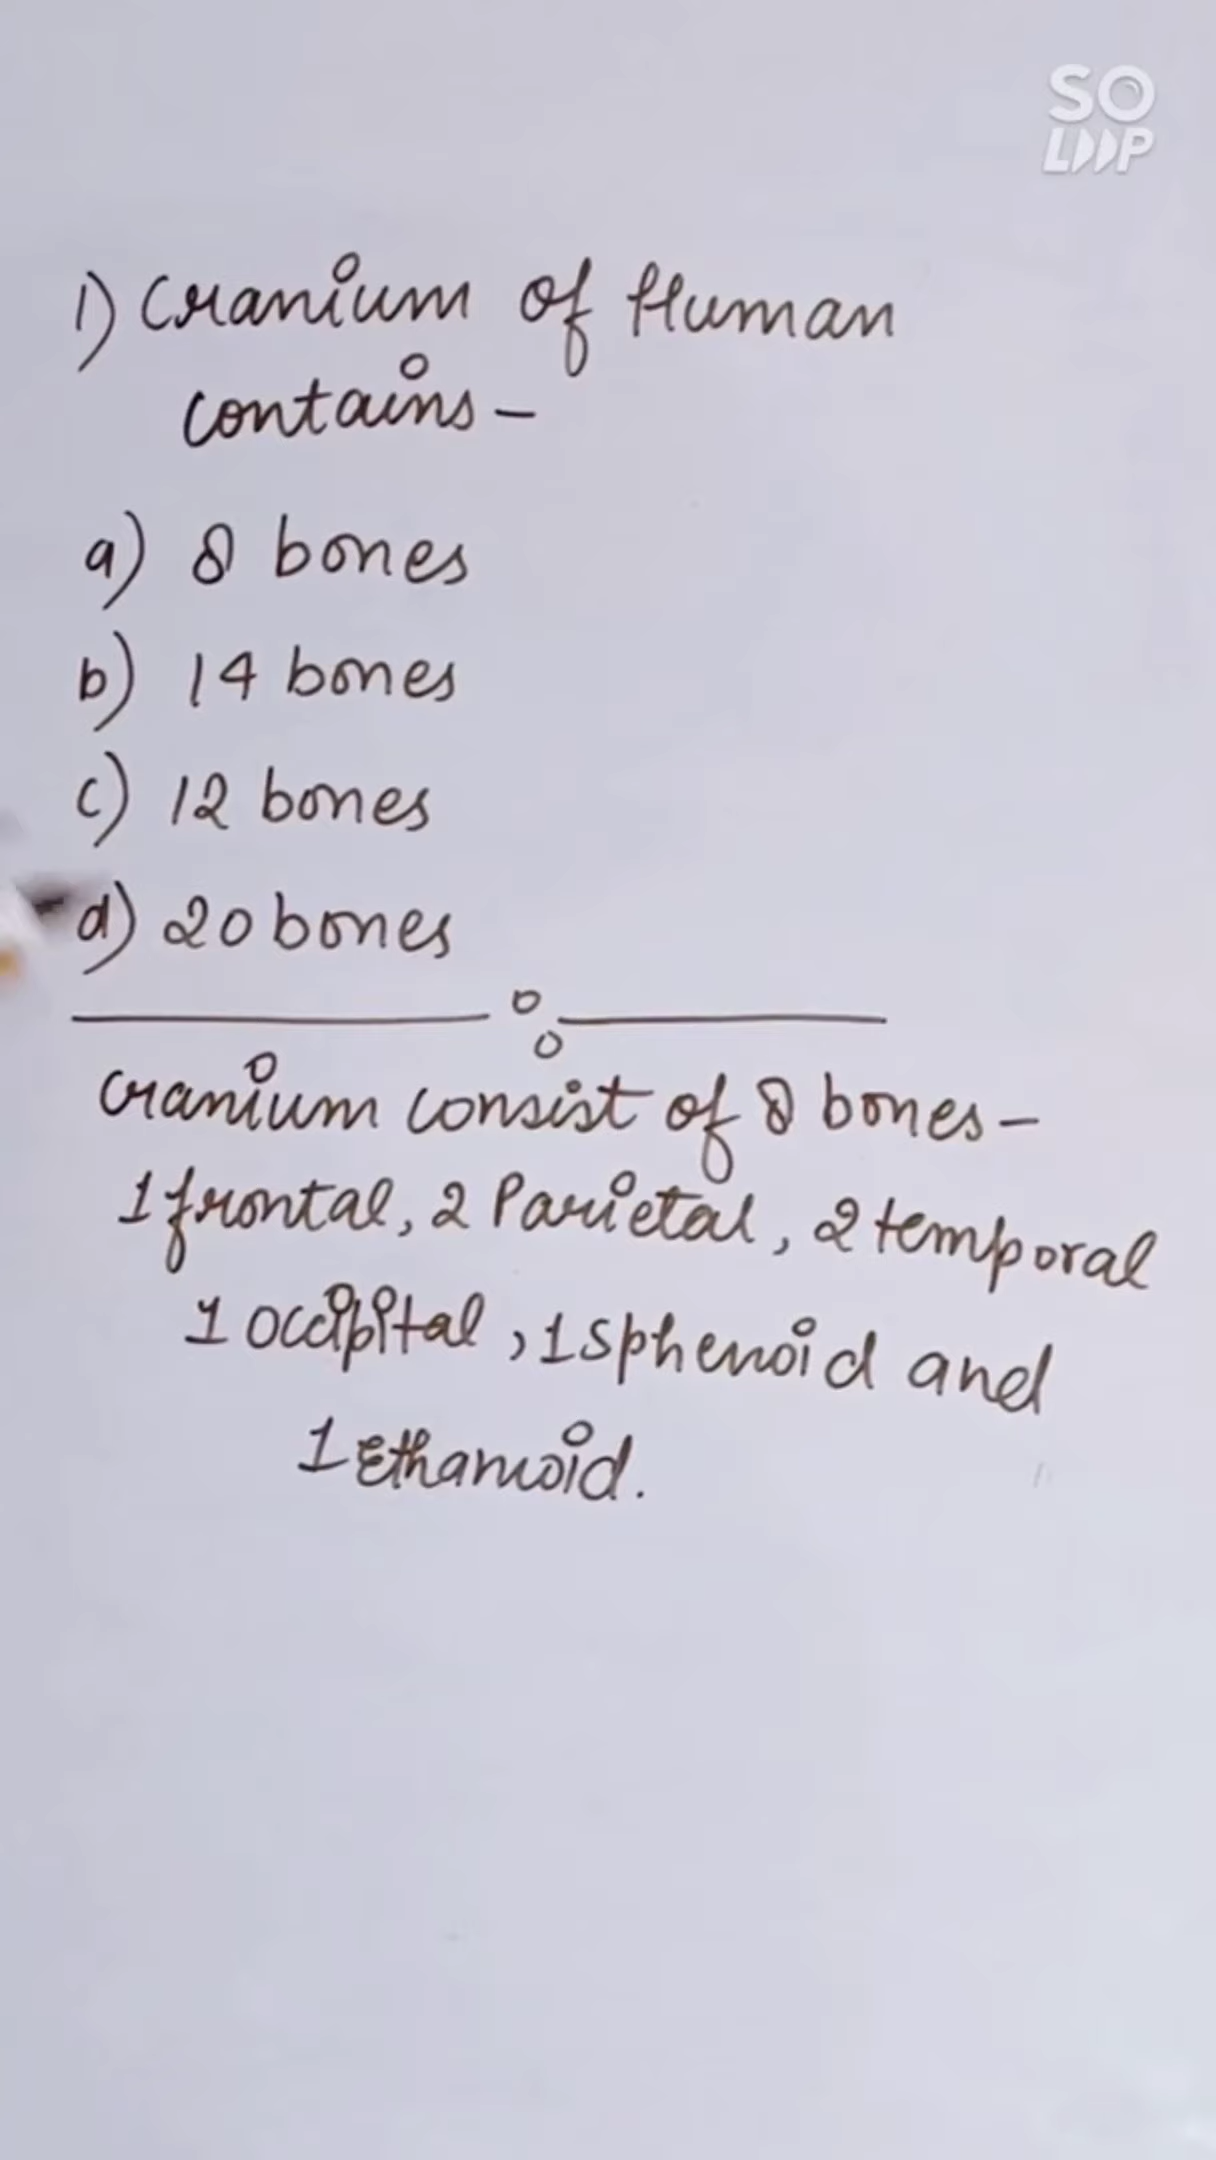 SO
LOOP
1) Cranium of Human
contains -
a) 8 bones
b) 14 bones
c) 12 bones
d) 20 bones
Cranium consist of 8 bones -
1 frontal, 2 Parietal, 2 temporal
1 occipital, 1 sphenoid and
1 Ethamoid.